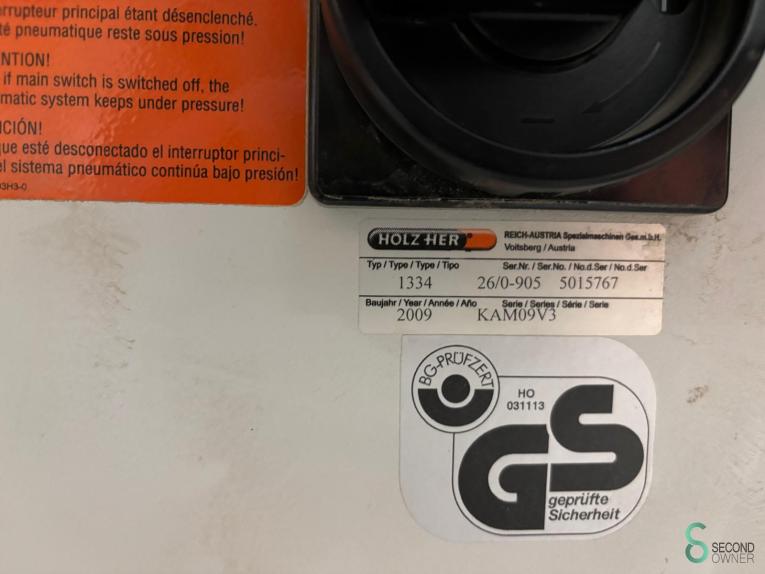 errupteur principal étant désenclenché.
té pneumatique reste sous pression!
NTION!
if main switch is switched off, the
matic system keeps under pressure!
CIÓN!
que esté desconectado el interruptor princi-
el sistema pneumático continúa bajo presión!
03H3-0
HOLZ HER
REICH-AUSTRIA Spezialmaschinen Ges.m.b.H.
Voitsberg / Austria
Typ / Type / Type / Tipo
Ser.Nr. / Ser.No. / No.d.Ser / No.d.Ser
1334
26/0-905 5015767
Baujahr / Year / Année / Año
Serie / Series / Série / Serie
2009
KAM09V3
BG-PRÜFZERT
HO
031113
GS
geprüfte
Sicherheit
SECOND
OWNER